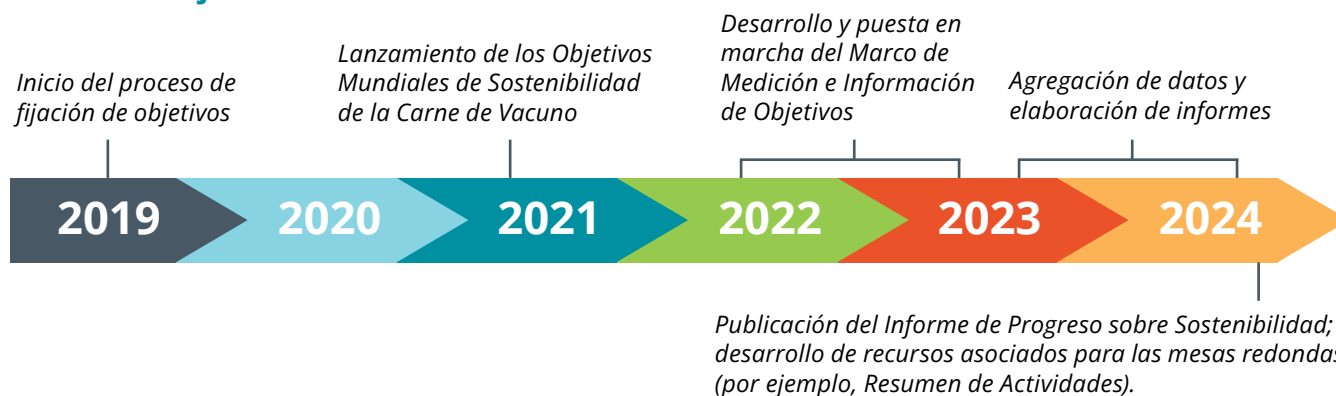 Inicio del proceso de
fijación de objetivos
Lanzamiento de los Objetivos
Mundiales de Sostenibilidad
de la Carne de Vacuno
Desarrollo y puesta en
marcha del Marco de
Medición e Información
de Objetivos
Agregación de datos y
elaboración de informes
2019
2020
2021
2022
2023
2024
Publicación del Informe de Progreso sobre Sostenibilidad;
desarrollo de recursos asociados para las mesas redondas
(por ejemplo, Resumen de Actividades).